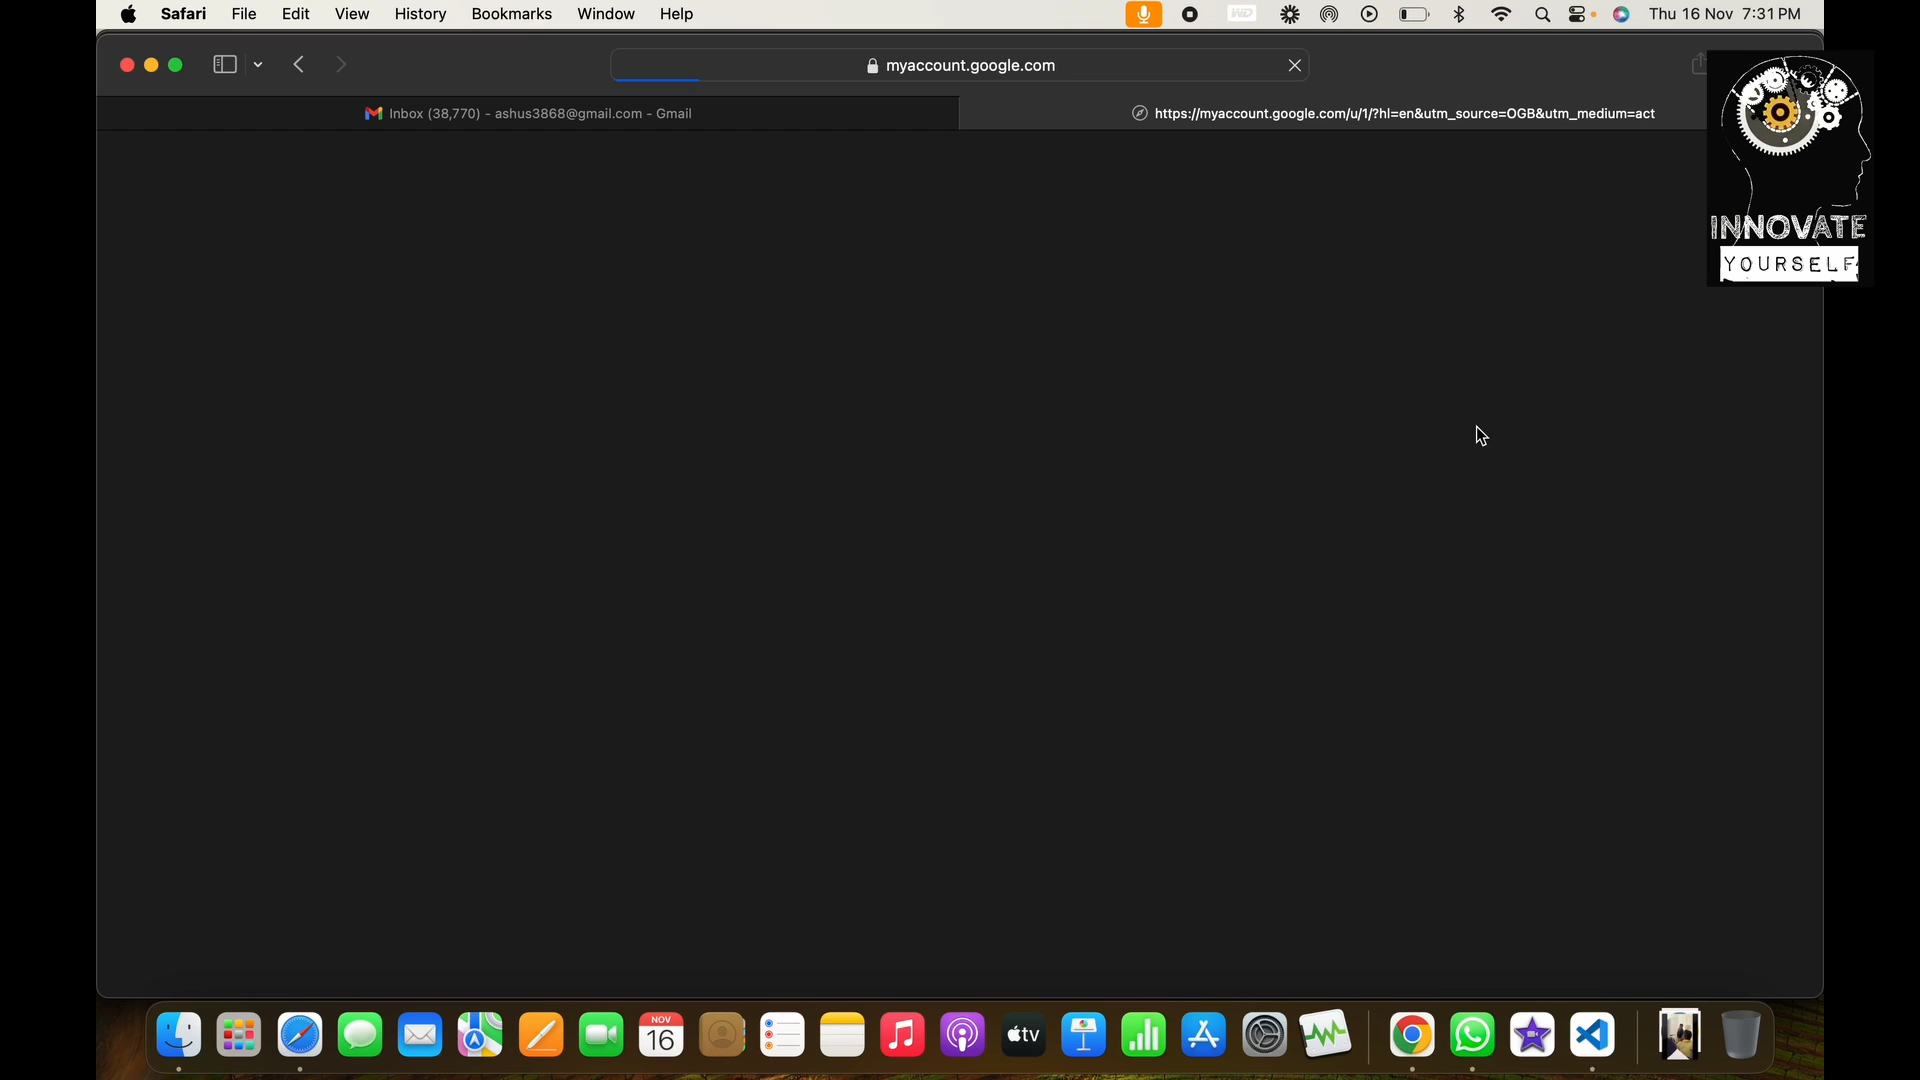 Safari File Edit View History Bookmarks Window Help WD Thu 16 Nov 7:31 PM
myaccount.google.com
Inbox (38,770) - ashus3868@gmail.com - Gmail
https://myaccount.google.com/u/1/?hl=en&utm_source=OGB&utm_medium=act
INNOVATE
YOURSELF
NOV
16
tv